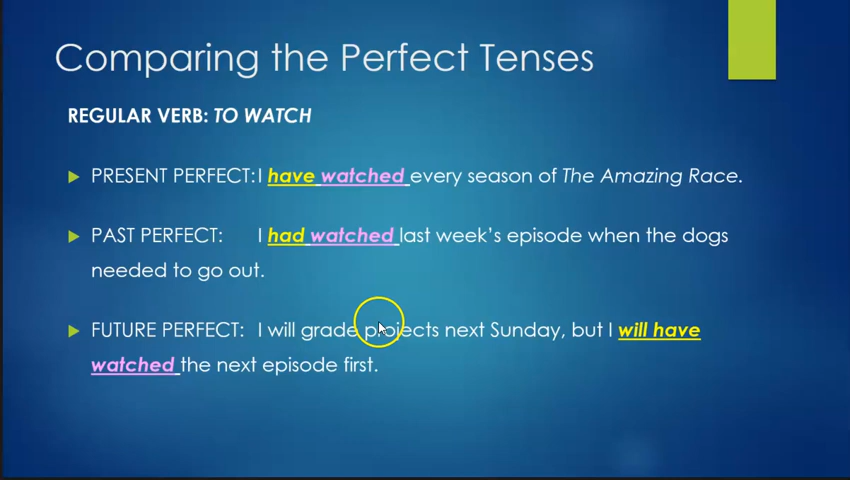 Comparing the Perfect Tenses
REGULAR VERB: TO WATCH
PRESENT PERFECT: I have watched every season of The Amazing Race.
PAST PERFECT: I had watched last week's episode when the dogs
needed to go out.
FUTURE PERFECT: I will grade projects next Sunday, but I will have
watched the next episode first.